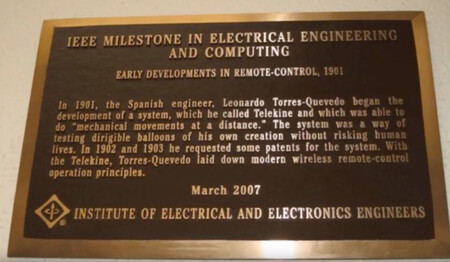 IEEE MILESTONE IN ELECTRICAL ENGINEERING
AND COMPUTING
EARLY DEVELOPMENTS IN REMOTE-CONTROL, 1901
In 1901, the Spanish engineer, Leonardo Torres-Quevedo began the
development of a system, which he called Telekine and which was able to
do "mechanical movements at a distance." The system was a way of
testing dirigible balloons of his own creation without risking human
lives. In 1902 and 1903 he requested some patents for the system. With
the Telekine, Torres-Quevedo laid down modern wireless remote-control
operation principles.
March 2007
INSTITUTE OF ELECTRICAL AND ELECTRONICS ENGINEERS